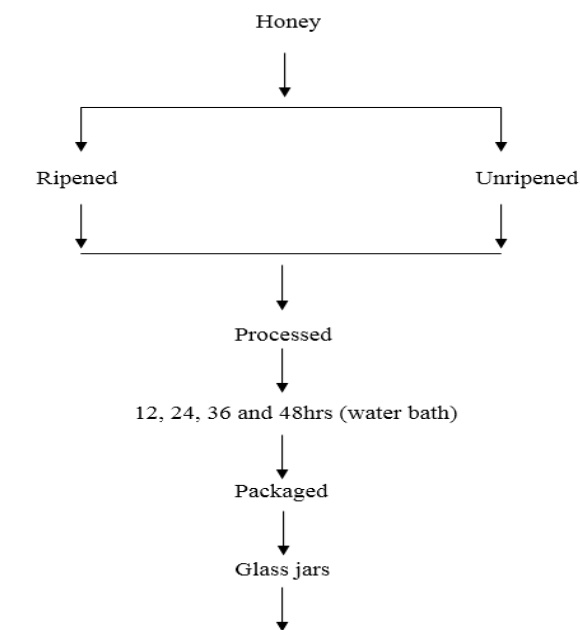 Honey
Ripened
Unripened
Processed
12, 24, 36 and 48hrs (water bath)
Packaged
Glass jars